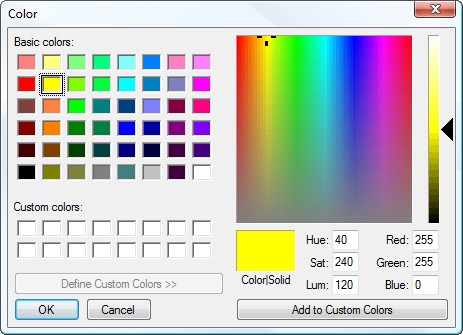 Color
Basic colors:
Custom colors:
Define Custom Colors >>
OK
Cancel
Color|Solid
Hue: 40
Red: 255
Sat: 240
Green: 255
Lum: 120
Blue: 0
Add to Custom Colors